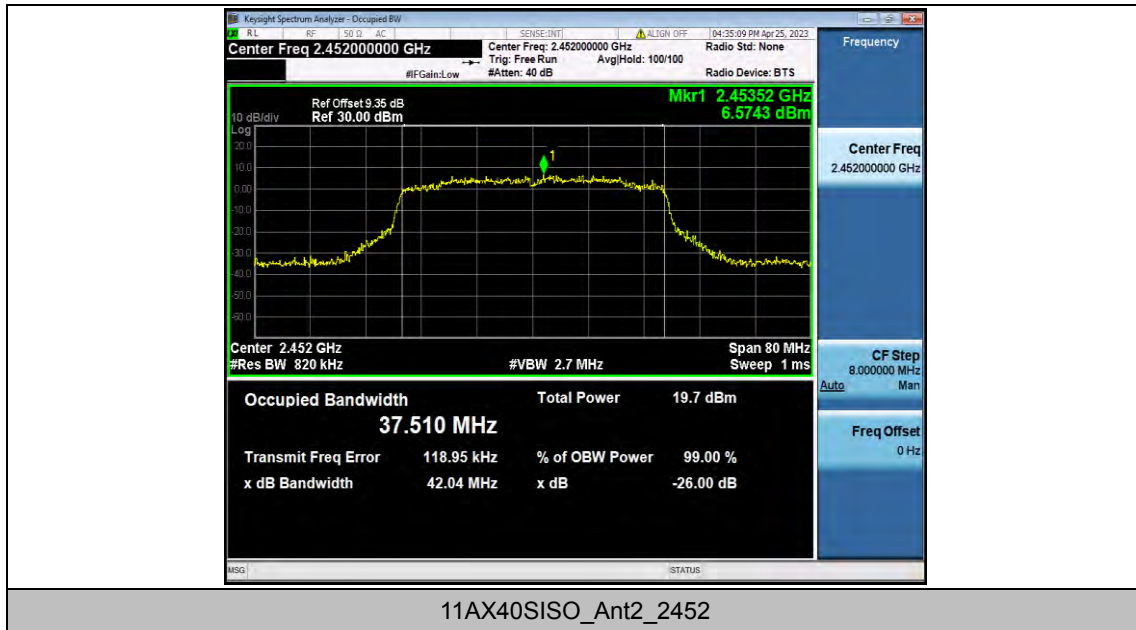 Keysight Spectrum Analyzer - Occupied BW
RL RF 50 Ω AC SENSE:INT ALIGN OFF 04:35:09 PM Apr 25, 2023
Center Freq 2.452000000 GHz
Center Freq: 2.452000000 GHz
Radio Std: None
Trig: Free Run Avg|Hold: 100/100
#IFGain:Low #Atten: 40 dB Radio Device: BTS
Frequency
Mkr1 2.45352 GHz
6.5743 dBm
Ref Offset 9.35 dB
10 dB/div Ref 30.00 dBm
Log
20.0
10.0
0.00
-10.0
-20.0
-30.0
-40.0
-50.0
-60.0
1
Center 2.452 GHz Span 80 MHz
#Res BW 820 kHz #VBW 2.7 MHz Sweep 1 ms
Center Freq
2.452000000 GHz
CF Step
8.000000 MHz
Auto Man
Freq Offset
0 Hz
Occupied Bandwidth Total Power 19.7 dBm
37.510 MHz
Transmit Freq Error 118.95 kHz % of OBW Power 99.00 %
x dB Bandwidth 42.04 MHz x dB -26.00 dB
MSG STATUS
11AX40SISO_Ant2_2452